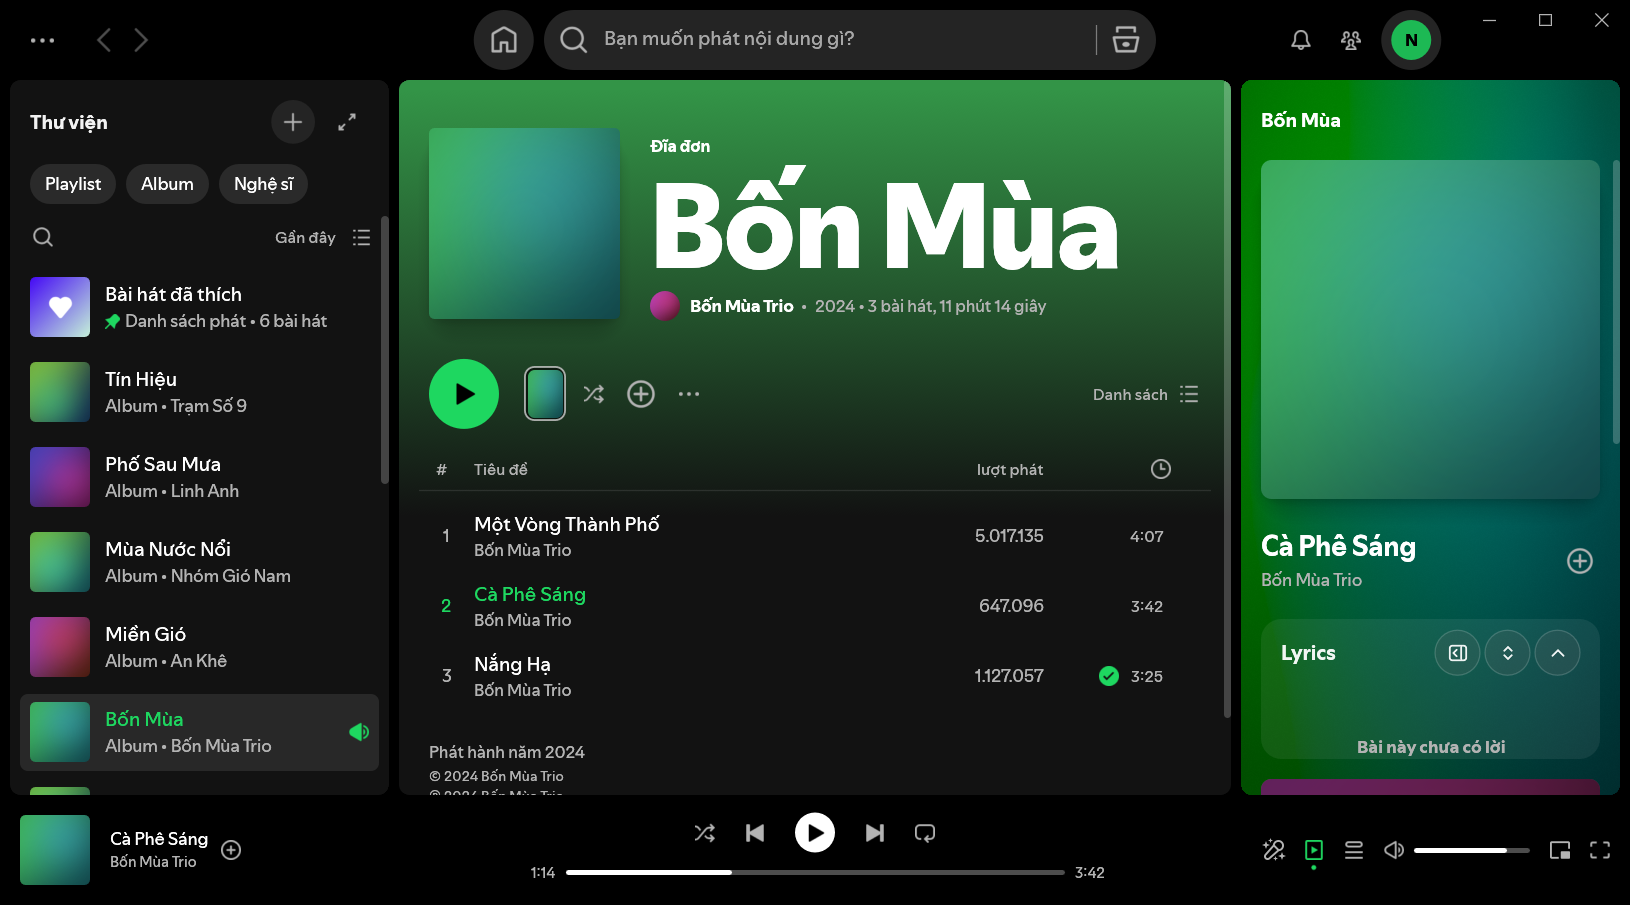 Bạn muốn phát nội dung gì?
N
Thư viện
Playlist
Album
Nghệ sĩ
Gần đây
Bài hát đã thích
Danh sách phát • 6 bài hát
Tín Hiệu
Album • Trạm Số 9
Phố Sau Mưa
Album • Linh Anh
Mùa Nước Nổi
Album • Nhóm Gió Nam
Miền Gió
Album • An Khê
Bốn Mùa
Album • Bốn Mùa Trio
Đĩa đơn
Bốn Mùa
Bốn Mùa Trio • 2024 • 3 bài hát, 11 phút 14 giây
Danh sách
# Tiêu đề lượt phát
1 Một Vòng Thành Phố 5.017.135 4:07
Bốn Mùa Trio
2 Cà Phê Sáng 647.096 3:42
Bốn Mùa Trio
3 Nắng Hạ 1.127.057 3:25
Bốn Mùa Trio
Phát hành năm 2024
© 2024 Bốn Mùa Trio
℗ 2024 Bốn Mùa Trio
Bốn Mùa
Cà Phê Sáng
Bốn Mùa Trio
Lyrics
Bài này chưa có lời
Cà Phê Sáng
Bốn Mùa Trio
1:14
3:42